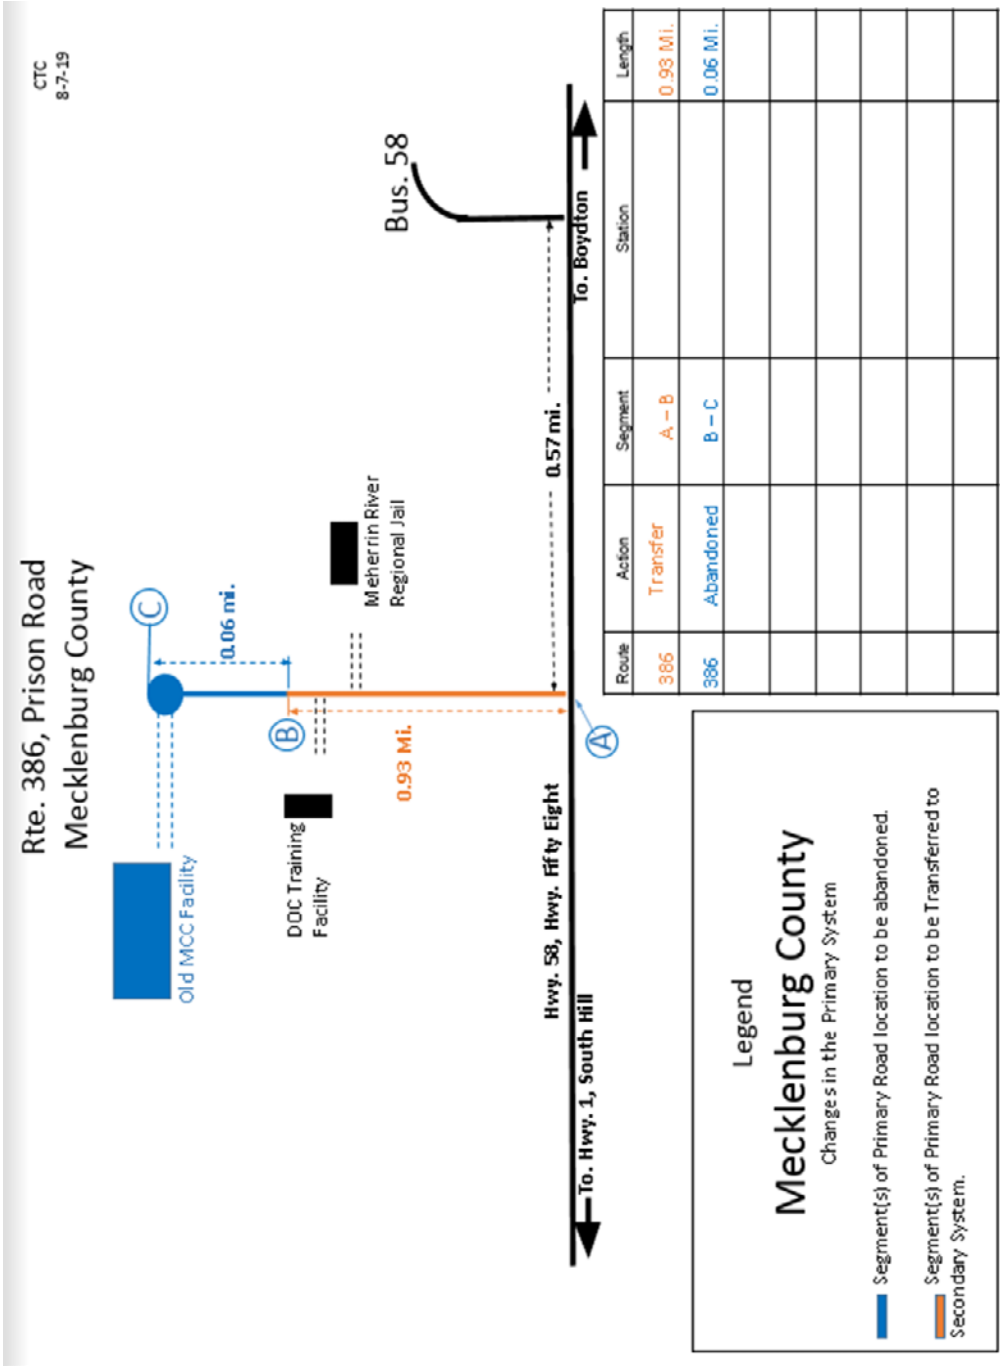 Rte. 386, Prison Road
Mecklenburg County
CTC
8-7-19
Old MCC Facility
C
0.06 mi.
B
DOC Training
Facility
Meherrin River
Regional Jail
0.93 Mi.
Bus. 58
0.57 mi.
Hwy. 58, Hwy. Fifty Eight
To. Hwy. 1, South Hill
A
To. Boydton
Legend
Mecklenburg County
Changes in the Primary System
Segment(s) of Primary Road location to be abandoned.
Segment(s) of Primary Road location to be Transferred to
Secondary System.
Route Action Segment Station Length
386 Transfer A – B 0.93 Mi.
386 Abandoned B – C 0.06 Mi.